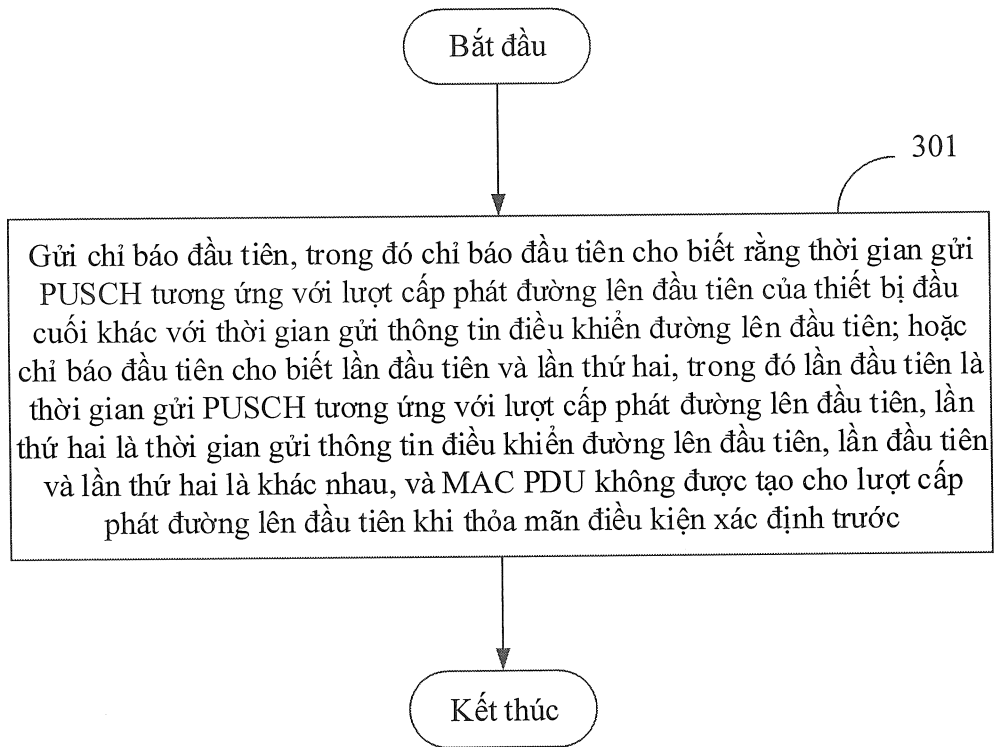 Bắt đầu
301
Gửi chỉ báo đầu tiên, trong đó chỉ báo đầu tiên cho biết rằng thời gian gửi
PUSCH tương ứng với lượt cấp phát đường lên đầu tiên của thiết bị đầu
cuối khác với thời gian gửi thông tin điều khiển đường lên đầu tiên; hoặc
chỉ báo đầu tiên cho biết lần đầu tiên và lần thứ hai, trong đó lần đầu tiên là
thời gian gửi PUSCH tương ứng với lượt cấp phát đường lên đầu tiên, lần
thứ hai là thời gian gửi thông tin điều khiển đường lên đầu tiên, lần đầu tiên
và lần thứ hai là khác nhau, và MAC PDU không được tạo cho lượt cấp
phát đường lên đầu tiên khi thỏa mãn điều kiện xác định trước
Kết thúc